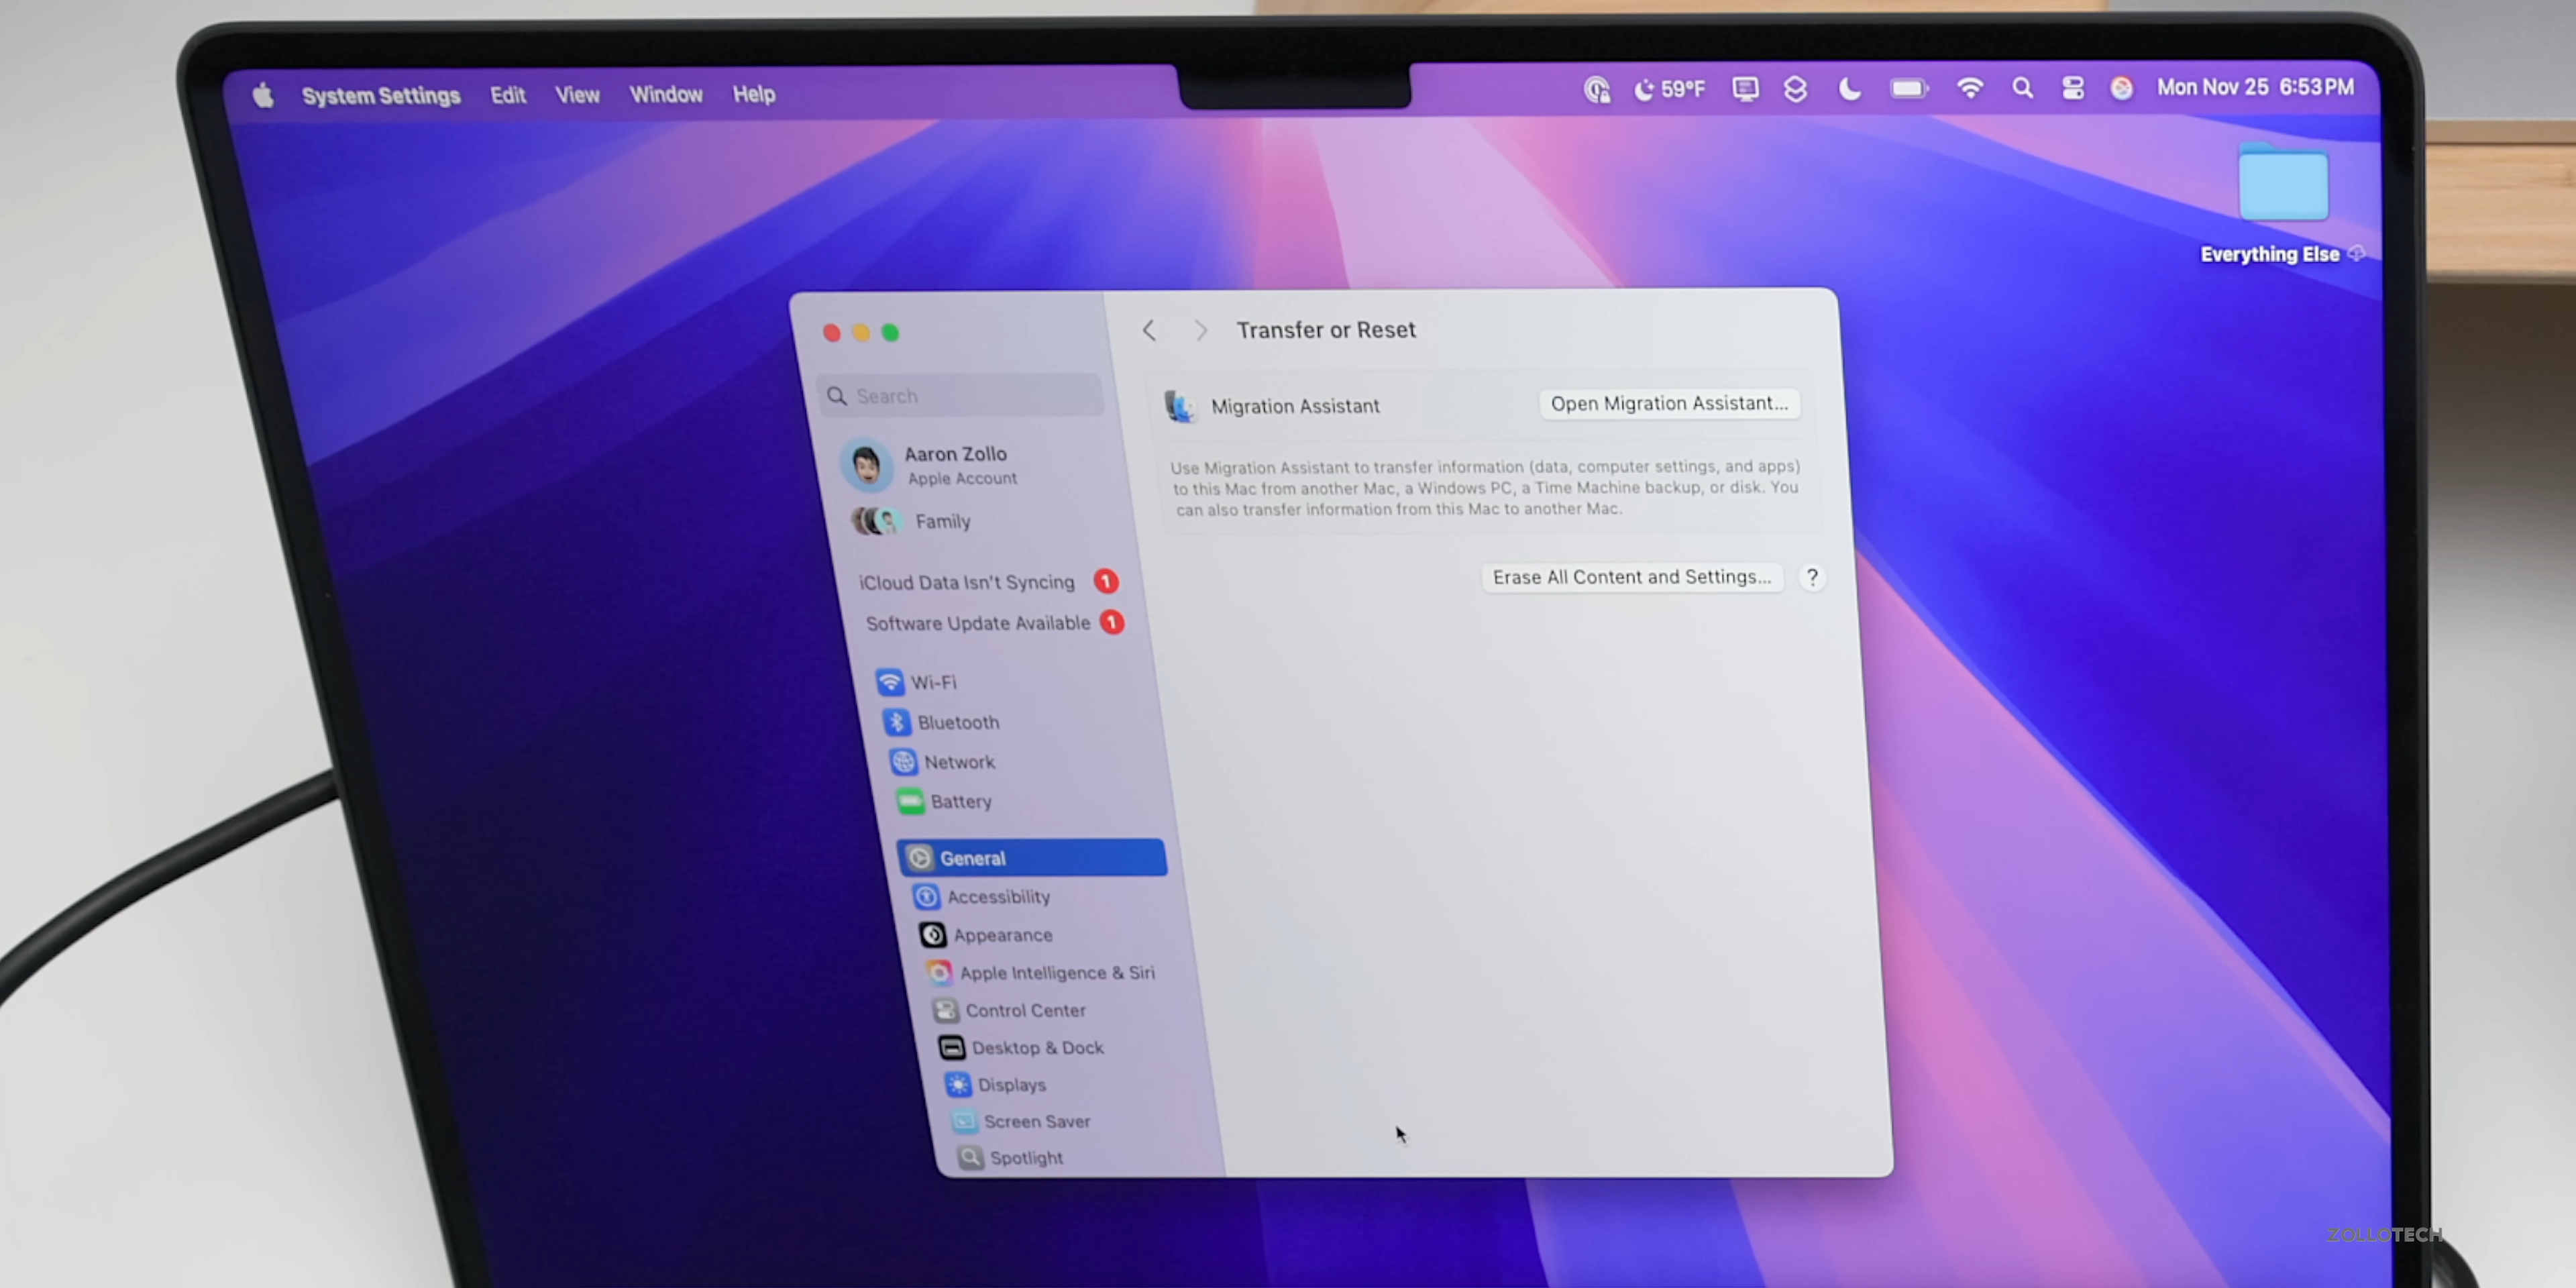 System Settings Edit View Window Help
59°F Mon Nov 25 6:53 PM
Everything Else
Transfer or Reset
Search
Migration Assistant Open Migration Assistant...
Use Migration Assistant to transfer information (data, computer settings, and apps)
to this Mac from another Mac, a Windows PC, a Time Machine backup, or disk. You
can also transfer information from this Mac to another Mac.
Erase All Content and Settings... ?
Aaron Zollo
Apple Account
Family
iCloud Data Isn't Syncing 1
Software Update Available 1
Wi-Fi
Bluetooth
Network
Battery
General
Accessibility
Appearance
Apple Intelligence & Siri
Control Center
Desktop & Dock
Displays
Screen Saver
Spotlight
ZOLLOTECH